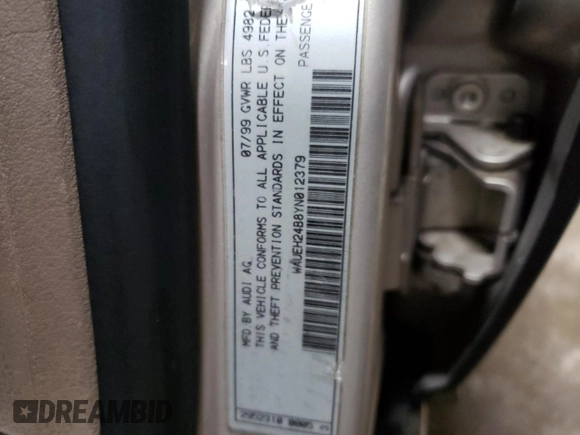 MFD BY AUDI AG
07/99 GVWR LBS 4982
THIS VEHICLE CONFORMS TO ALL APPLICABLE U.S. FEDE
AND THEFT PREVENTION STANDARDS IN EFFECT ON THE
WAUEH24B8YN012379
PASSENGE
DREAMBID